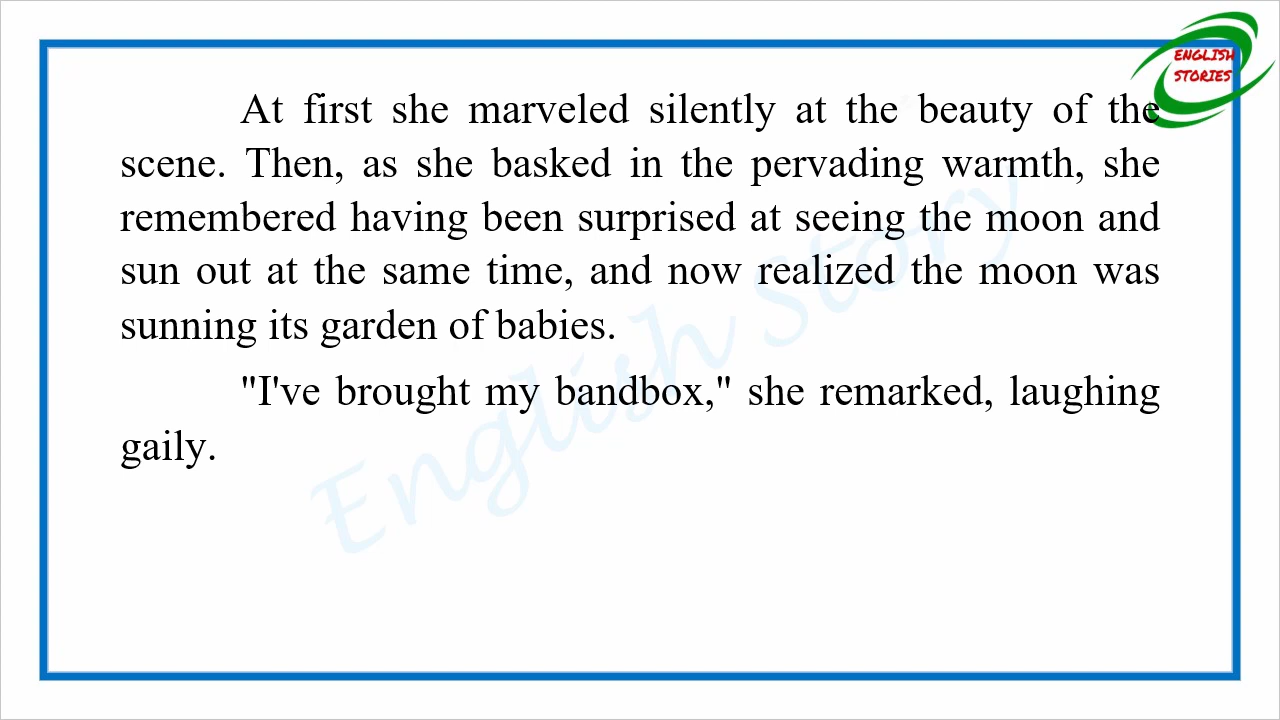 ENGLISH
STORIES
At first she marveled silently at the beauty of the
scene. Then, as she basked in the pervading warmth, she
remembered having been surprised at seeing the moon and
sun out at the same time, and now realized the moon was
sunning its garden of babies.
"I've brought my bandbox," she remarked, laughing
gaily.
English Story